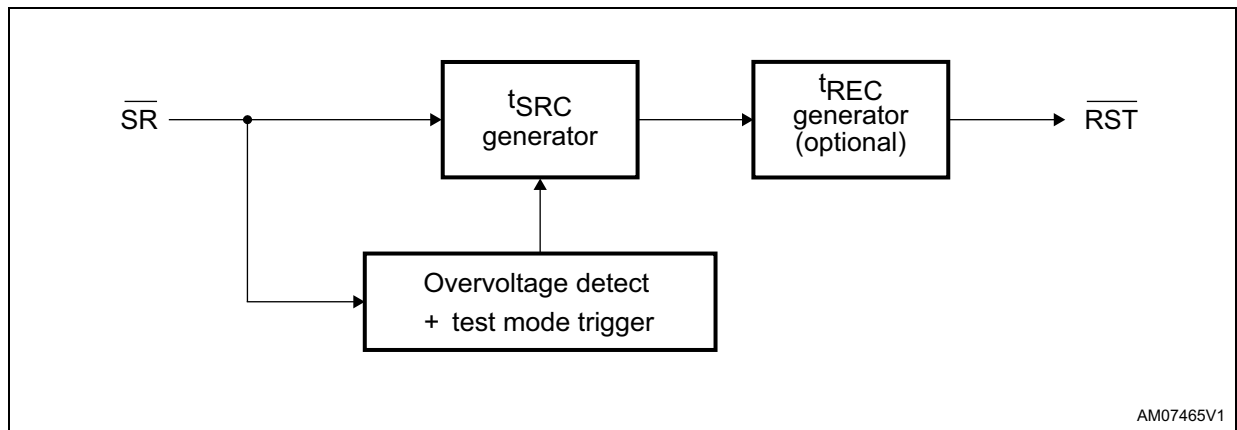 SR
tSRC
generator
tREC
generator
(optional)
RST
Overvoltage detect
+ test mode trigger
AM07465V1